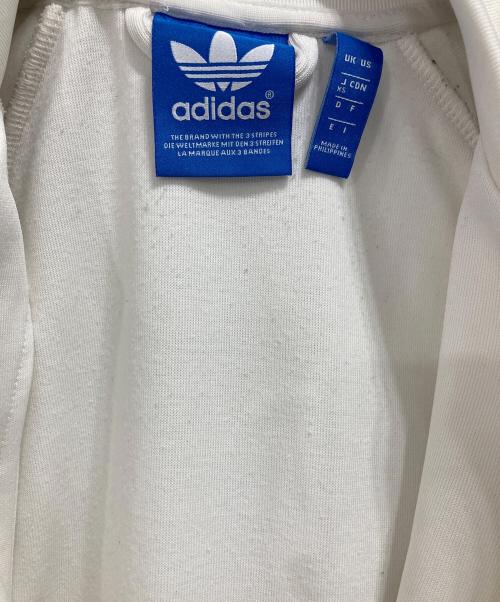 ®
adidas
THE BRAND WITH THE 3 STRIPES
DIE WELTMARKE MIT DEN 3 STREIFEN
LA MARQUE AUX 3 BANDES
UK US
J CDN
XS
D F
E I
MADE IN
PHILIPPINES